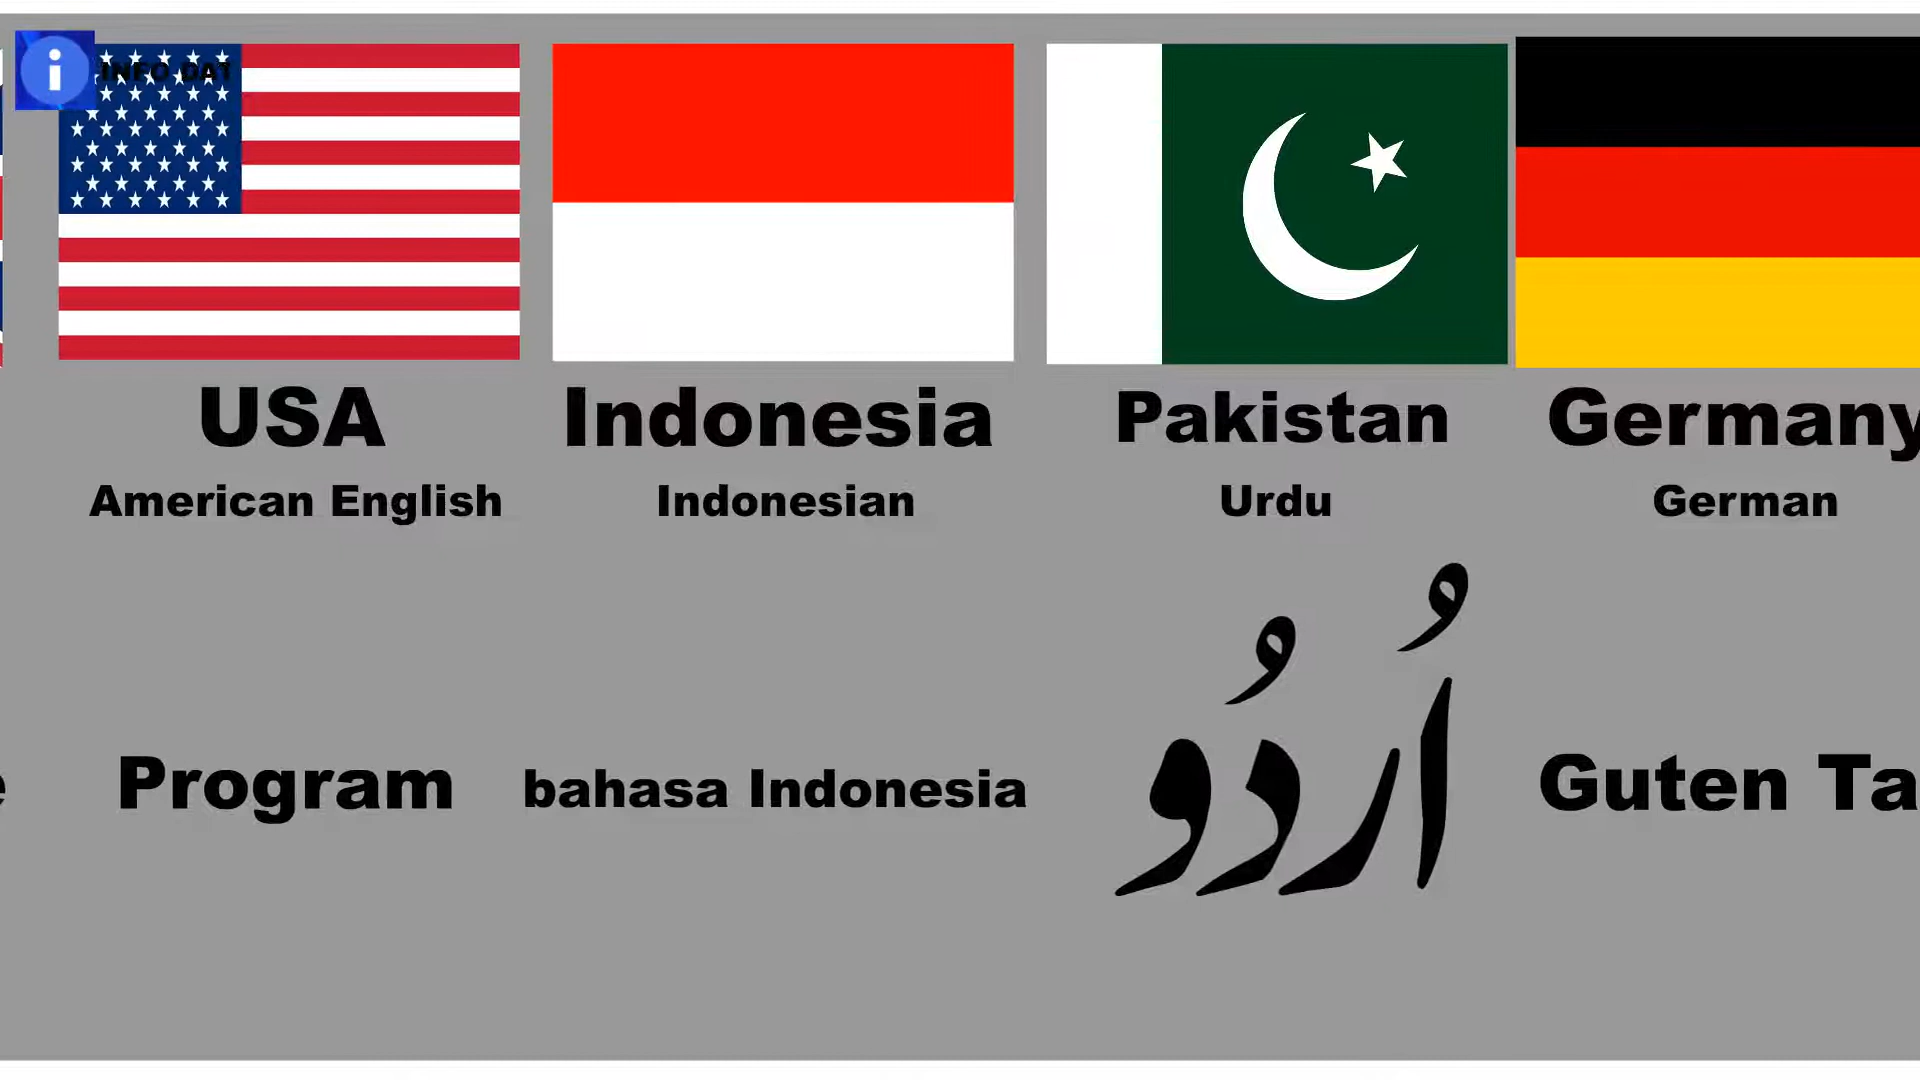 INFO DAT
USA
Indonesia
Pakistan
Germany
American English
Indonesian
Urdu
German
Program
bahasa Indonesia
اُردُو
Guten Ta